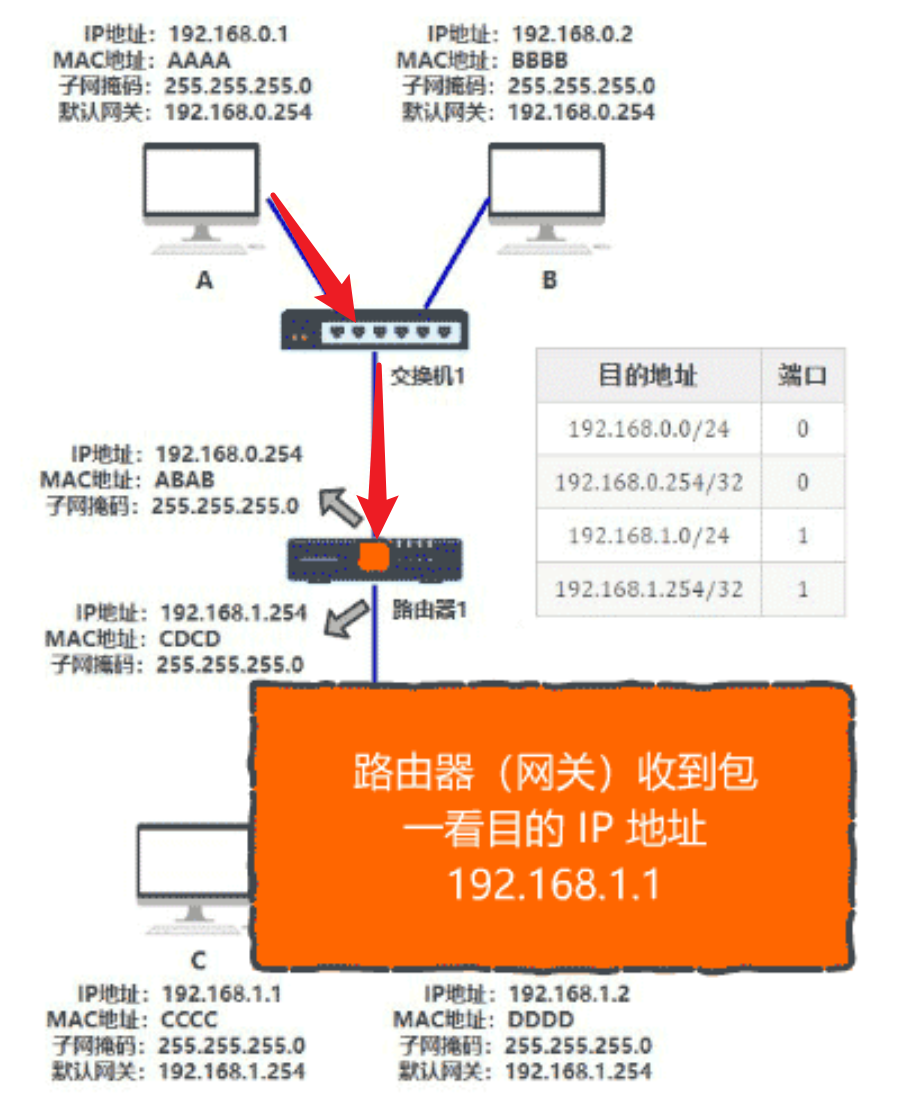 IP地址：192.168.0.1
MAC地址：AAAA
子网掩码：255.255.255.0
默认网关：192.168.0.254
IP地址：192.168.0.2
MAC地址：BBBB
子网掩码：255.255.255.0
默认网关：192.168.0.254
A
B
交换机1
目的地址 端口
192.168.0.0/24 0
192.168.0.254/32 0
192.168.1.0/24 1
192.168.1.254/32 1
IP地址：192.168.0.254
MAC地址：ABAB
子网掩码：255.255.255.0
路由器1
IP地址：192.168.1.254
MAC地址：CDCD
子网掩码：255.255.255.0
路由器（网关）收到包
一看目的 IP 地址
192.168.1.1
C
IP地址：192.168.1.1
MAC地址：CCCC
子网掩码：255.255.255.0
默认网关：192.168.1.254
IP地址：192.168.1.2
MAC地址：DDDD
子网掩码：255.255.255.0
默认网关：192.168.1.254